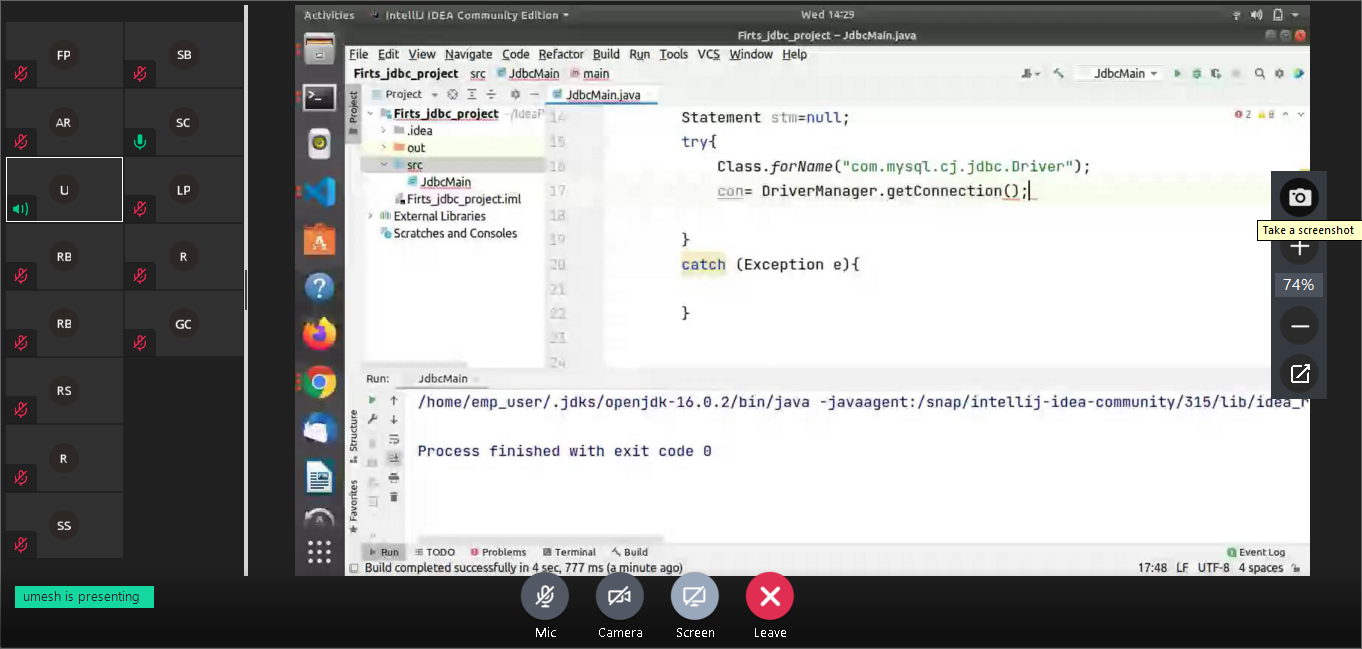 Activities
IntelliJ IDEA Community Edition
Wed 14:29
Firts_jdbc_project – JdbcMain.java
File Edit View Navigate Code Refactor Build Run Tools VCS Window Help
Firts_jdbc_project src JdbcMain main
JdbcMain
Project
Project
JdbcMain.java
Firts_jdbc_project
.idea
out
src
JdbcMain
Firts_jdbc_project.iml
External Libraries
Scratches and Consoles
2 8
14 Statement stm=null;
15 try{
16 Class.forName("com.mysql.cj.jdbc.Driver");
17 con= DriverManager.getConnection();
18
19 }
20 catch (Exception e){
21
22 }
23
24
Run: JdbcMain
/home/emp_user/.jdks/openjdk-16.0.2/bin/java -javaagent:/snap/intellij-idea-community/315/lib/idea_r
Process finished with exit code 0
Structure
Favorites
Run TODO Problems Terminal Build
Event Log
Build completed successfully in 4 sec, 777 ms (a minute ago)
17:48 LF UTF-8 4 spaces
FP SB
AR SC
U LP
RB R
RB GC
RS
R
SS
Take a screenshot
74%
umesh is presenting
Mic Camera Screen Leave